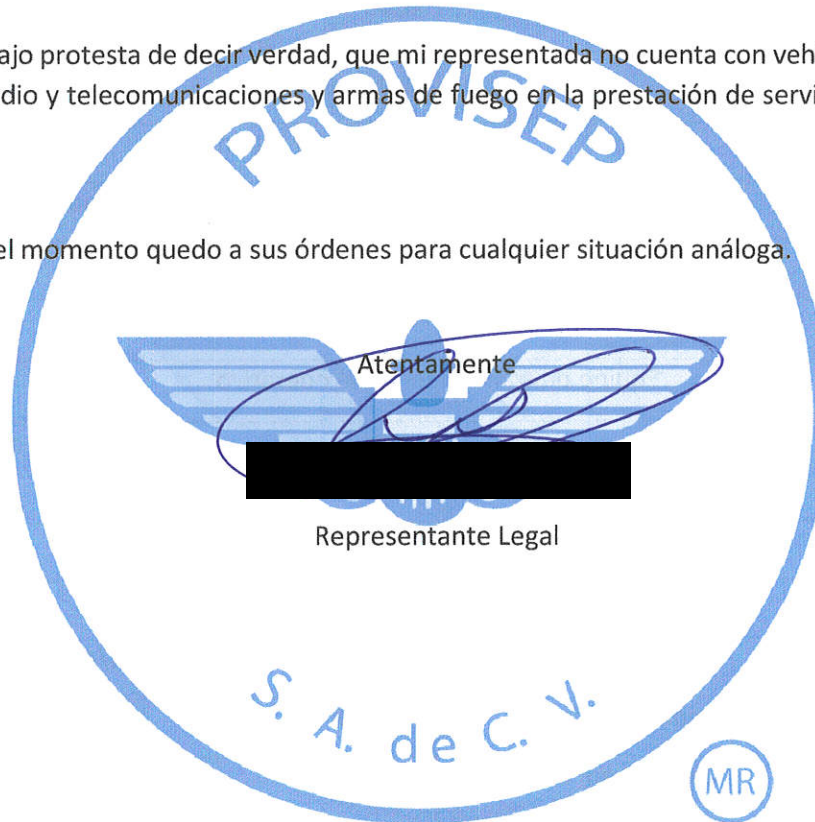 ajo protesta de decir verdad, que mi representada no cuenta con veh
dio y telecomunicaciones y armas de fuego en la prestación de servi
PROVISEP
el momento quedo a sus órdenes para cualquier situación análoga.
Atentamente
Representante Legal
S. A. de C. V.
MR